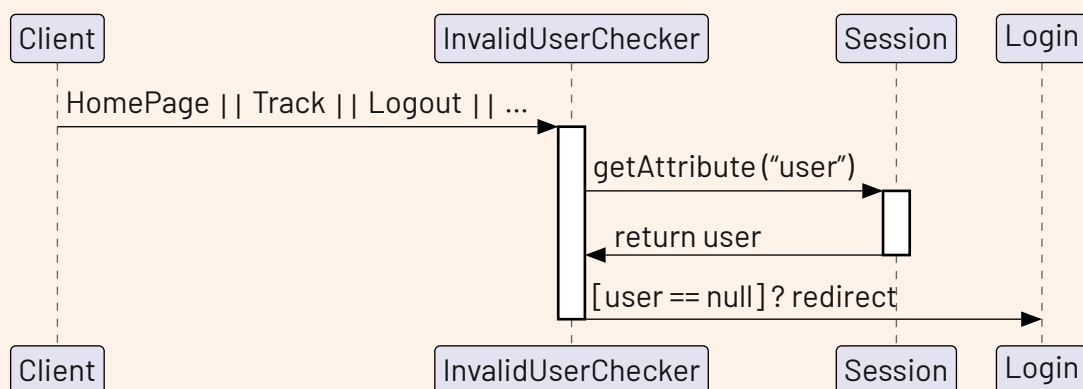 Client InvalidUserChecker Session Login
HomePage || Track || Logout || ...
getAttribute (“user”)
return user
[user == null] ? redirect
Client InvalidUserChecker Session Login